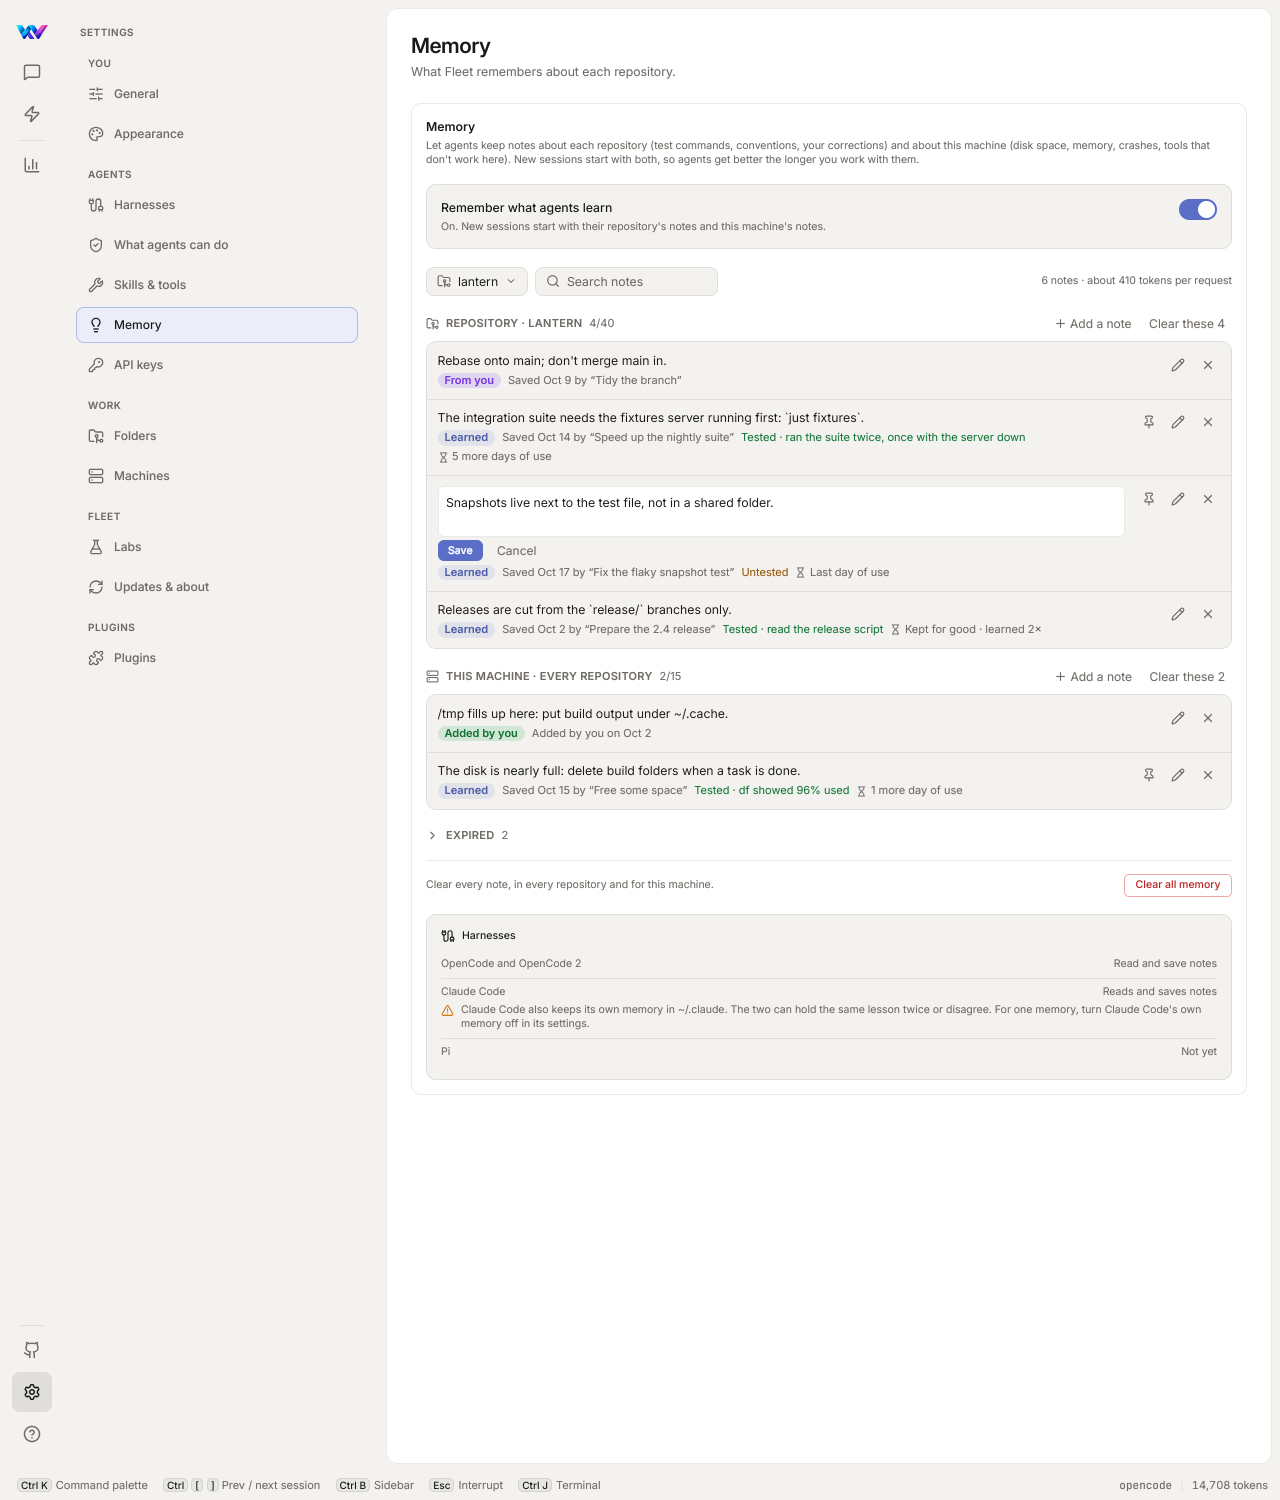 SETTINGS
YOU
General
Appearance
AGENTS
Harnesses
What agents can do
Skills & tools
Memory
API keys
WORK
Folders
Machines
FLEET
Labs
Updates & about
PLUGINS
Plugins
Memory
What Fleet remembers about each repository.
Memory
Let agents keep notes about each repository (test commands, conventions, your corrections) and about this machine (disk space, memory, crashes, tools that
don't work here). New sessions start with both, so agents get better the longer you work with them.
Remember what agents learn
On. New sessions start with their repository's notes and this machine's notes.
lantern Search notes 6 notes · about 410 tokens per request
REPOSITORY · LANTERN 4/40 + Add a note Clear these 4
Rebase onto main; don't merge main in.
From you Saved Oct 9 by “Tidy the branch”
The integration suite needs the fixtures server running first: `just fixtures`.
Learned Saved Oct 14 by “Speed up the nightly suite” Tested · ran the suite twice, once with the server down
5 more days of use
Snapshots live next to the test file, not in a shared folder.
Save Cancel
Learned Saved Oct 17 by “Fix the flaky snapshot test” Untested Last day of use
Releases are cut from the `release/` branches only.
Learned Saved Oct 2 by “Prepare the 2.4 release” Tested · read the release script Kept for good · learned 2×
THIS MACHINE · EVERY REPOSITORY 2/15 + Add a note Clear these 2
/tmp fills up here: put build output under ~/.cache.
Added by you Added by you on Oct 2
The disk is nearly full: delete build folders when a task is done.
Learned Saved Oct 15 by “Free some space” Tested · df showed 96% used 1 more day of use
EXPIRED 2
Clear every note, in every repository and for this machine. Clear all memory
Harnesses
OpenCode and OpenCode 2 Read and save notes
Claude Code Reads and saves notes
Claude Code also keeps its own memory in ~/.claude. The two can hold the same lesson twice or disagree. For one memory, turn Claude Code's own
memory off in its settings.
Pi Not yet
Ctrl K Command palette Ctrl [ ] Prev / next session Ctrl B Sidebar Esc Interrupt Ctrl J Terminal opencode 14,708 tokens